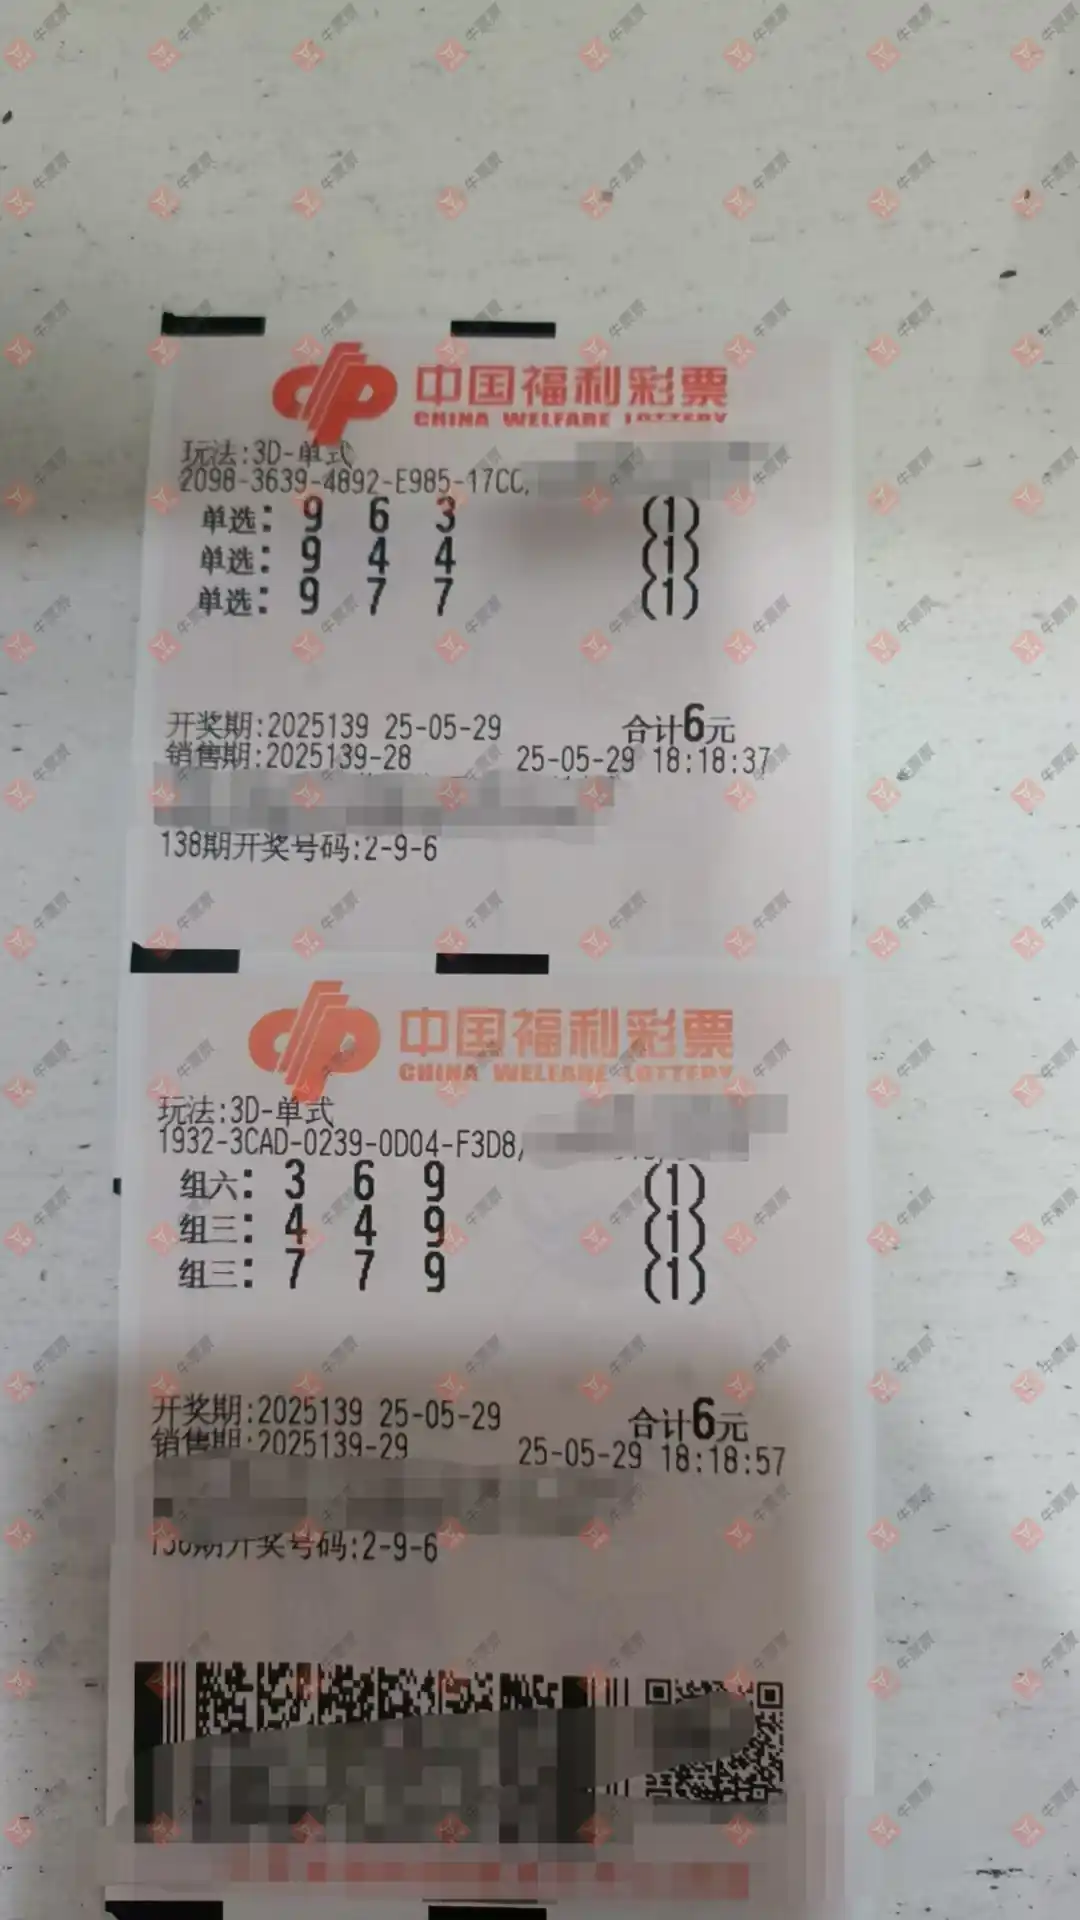 中国福利彩票
CHINA WELFARE LOTTERY
玩法:3D-单式
2098-3639-4892-E985-17CC,
单选: 9 6 3 (1)
单选: 9 4 4 (1)
单选: 9 7 7 (1)
开奖期:2025139 25-05-29 合计6元
销售期:2025139-28 25-05-29 18:18:37
138期开奖号码:2-9-6
中国福利彩票
CHINA WELFARE LOTTERY
玩法:3D-单式
1932-3CAD-0239-0D04-F3D8,
组六: 3 6 9 (1)
组三: 4 4 9 (1)
组三: 7 7 9 (1)
开奖期:2025139 25-05-29 合计6元
销售期:2025139-29 25-05-29 18:18:57
138期开奖号码:2-9-6